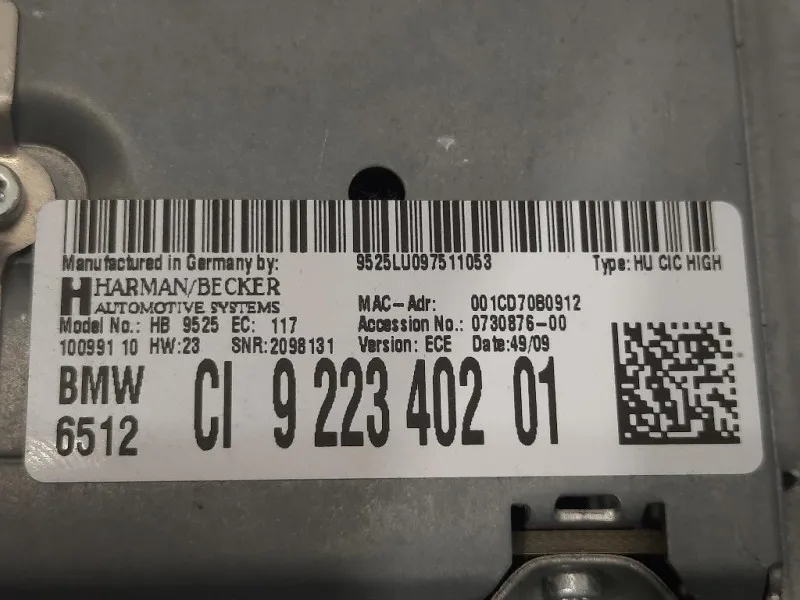 Manufactured in Germany by: 9525LU097511053 Type: HU CIC HIGH
HARMAN/BECKER
AUTOMOTIVE SYSTEMS MAC-Adr: 001CD70B0912
Model No.: HB 9525 EC: 117 Accession No.: 0730876-00
100991 10 HW:23 SNR:2098131 Version: ECE Date:49/09
BMW CI 9 223 402 01
6512